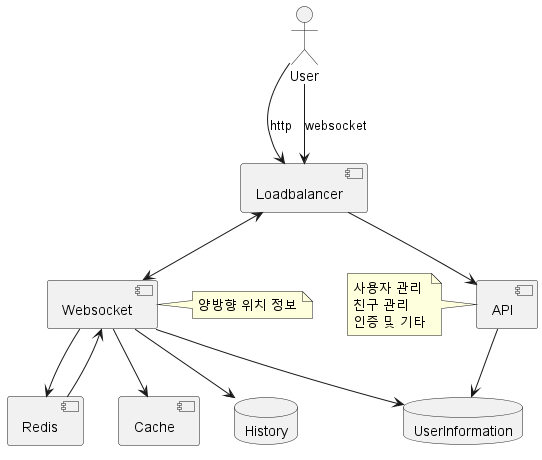 User
http
websocket
Loadbalancer
Websocket
양방향 위치 정보
사용자 관리
친구 관리
인증 및 기타
API
Redis
Cache
History
UserInformation